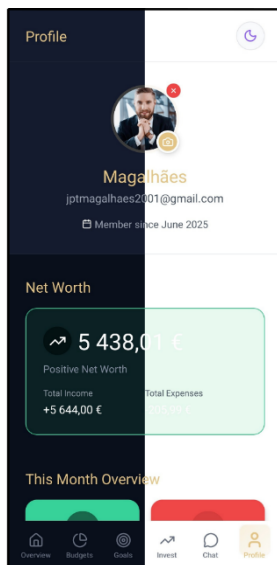 Profile
Magalhães
jptmagalhaes2001@gmail.com
Member since June 2025
Net Worth
5 438,01 €
Positive Net Worth
Total Income
Total Expenses
+5 644,00 €
This Month Overview
Overview
Budgets
Goals
Invest
Chat
Profile